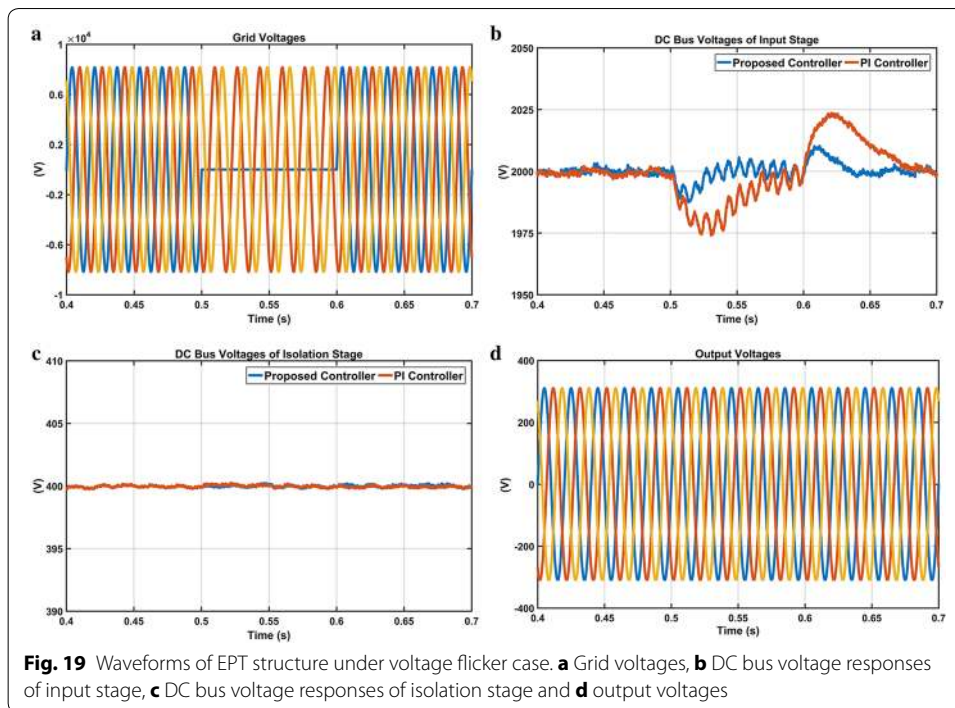 a
Grid Voltages
1 ×10⁴
0.6
0.2
-0.2
-0.6
-1
(V)
0.4 0.45 0.5 0.55 0.6 0.65 0.7
Time (s)
b
DC Bus Voltages of Input Stage
Proposed Controller PI Controller
2050
2025
2000
1975
1950
(V)
0.4 0.45 0.5 0.55 0.6 0.65 0.7
Time (s)
c
DC Bus Voltages of Isolation Stage
Proposed Controller PI Controller
410
405
400
395
390
(V)
0.4 0.45 0.5 0.55 0.6 0.65 0.7
Time (s)
d
Output Voltages
400
200
0
-200
-400
(V)
0.4 0.45 0.5 0.55 0.6 0.65 0.7
Time (s)
Fig. 19 Waveforms of EPT structure under voltage flicker case. a Grid voltages, b DC bus voltage responses
of input stage, c DC bus voltage responses of isolation stage and d output voltages